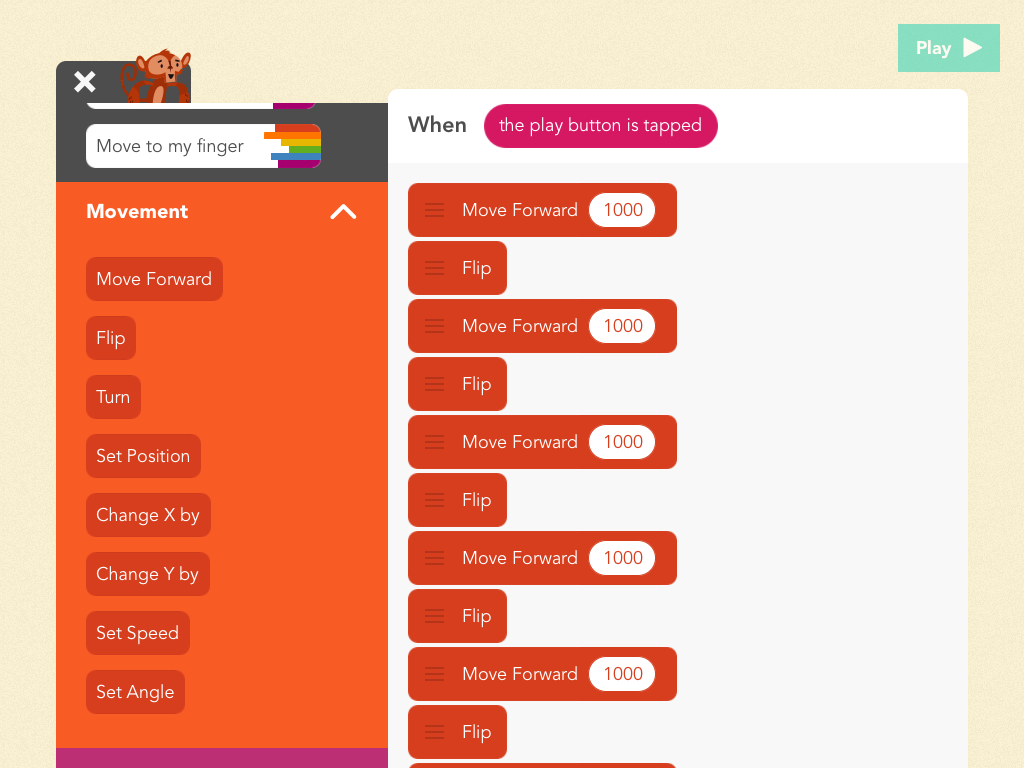 Play
Move to my finger
Movement
Move Forward
Flip
Turn
Set Position
Change X by
Change Y by
Set Speed
Set Angle
When the play button is tapped
Move Forward 1000
Flip
Move Forward 1000
Flip
Move Forward 1000
Flip
Move Forward 1000
Flip
Move Forward 1000
Flip